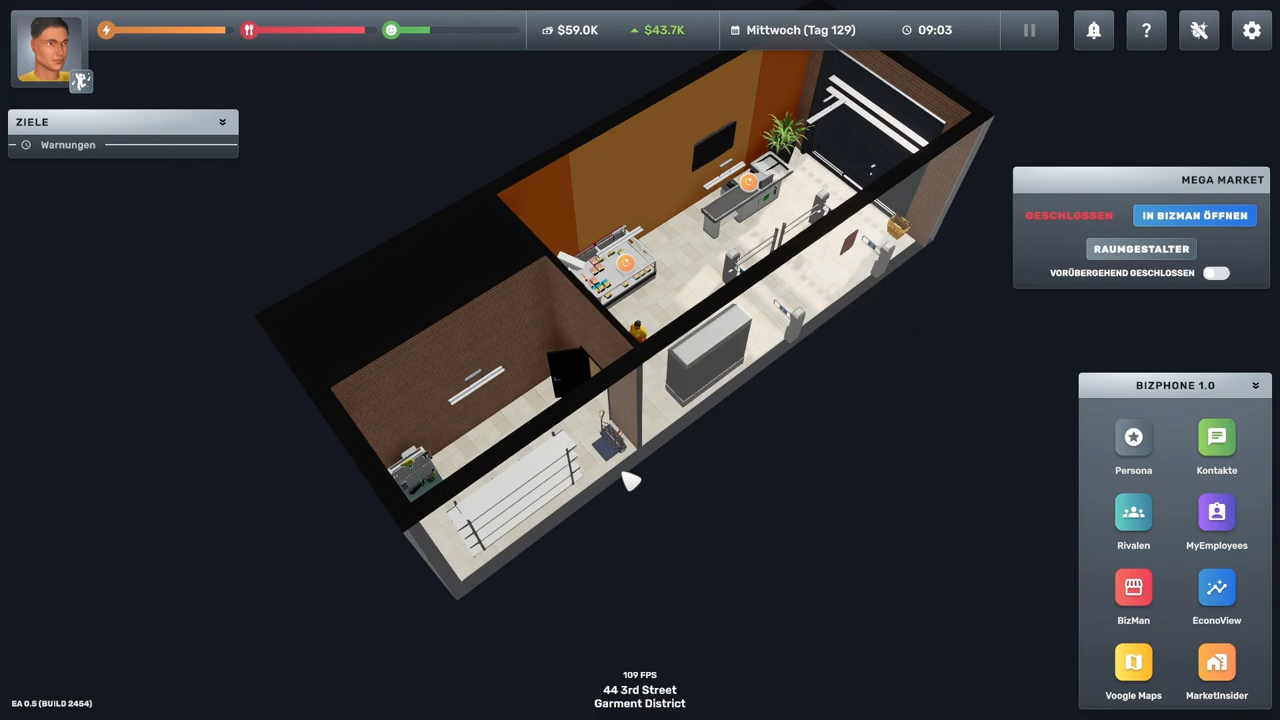 $59.0K
$43.7K
Mittwoch (Tag 129)
09:03
ZIELE
Warnungen
MEGA MARKET
GESCHLOSSEN
IN BIZMAN ÖFFNEN
RAUMGESTALTER
VORÜBERGEHEND GESCHLOSSEN
BIZPHONE 1.0
Persona
Kontakte
Rivalen
MyEmployees
BizMan
EconoView
Voogle Maps
MarketInsider
109 FPS
44 3rd Street
Garment District
EA 0.5 (BUILD 2454)